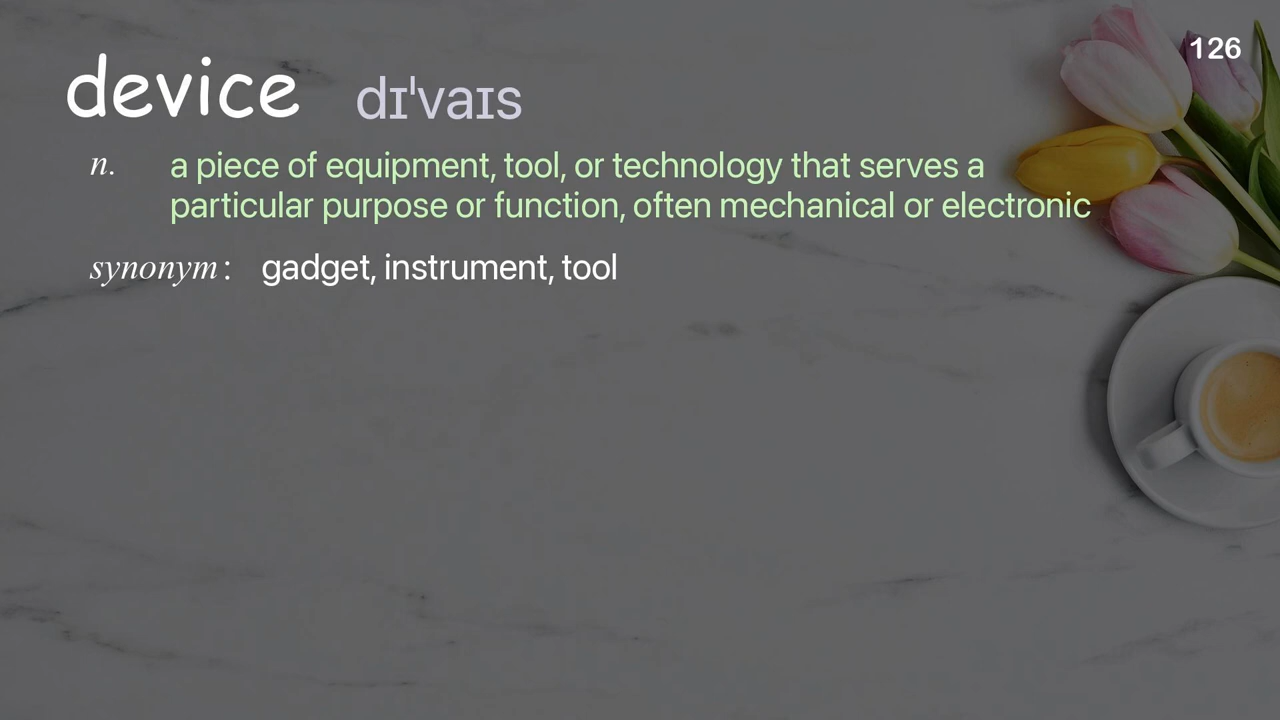 126
device dɪˈvaɪs
n. a piece of equipment, tool, or technology that serves a
particular purpose or function, often mechanical or electronic
synonym: gadget, instrument, tool